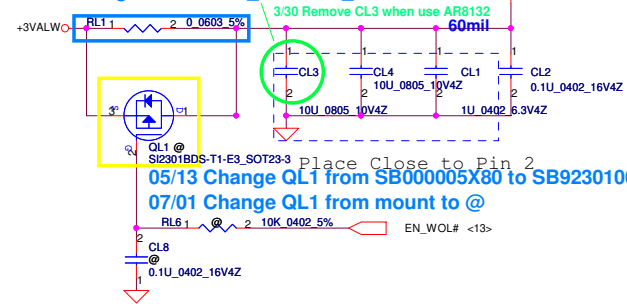 3/30 Remove CL3 when use AR8132
+3VALW
RL1 1 2 0_0603_5%
60mil
1 1 1 1
CL3 CL4 CL1 CL2
10U_0805_10V4Z
0.1U_0402_16V4Z
2 2 2 2
10U_0805_10V4Z 1U_0402_6.3V4Z
3 S D 1
G 2
QL1 @
SI2301BDS-T1-E3_SOT23-3
Place Close to Pin 2
05/13 Change QL1 from SB000005X80 to SB9230100
07/01 Change QL1 from mount to @
RL6 1 @ 2 10K_0402_5% EN_WOL# <13>
2
CL8
@
0.1U_0402_16V4Z
1